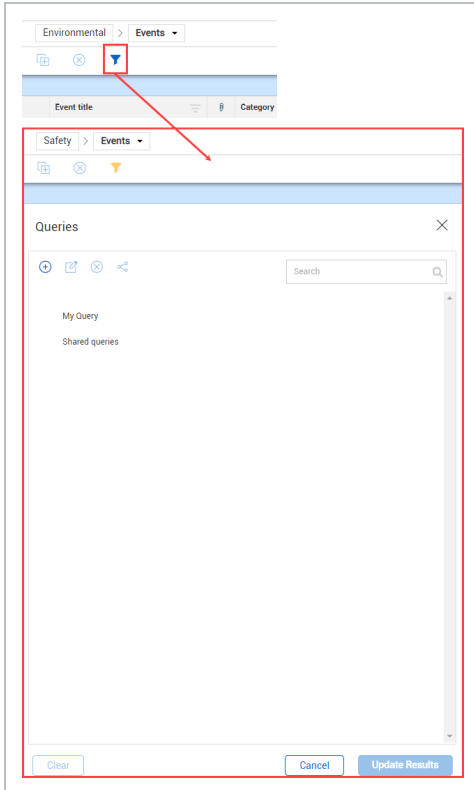 Environmental > Events
Event title Category
Safety > Events
Queries
Search
My Query
Shared queries
Clear Cancel Update Results